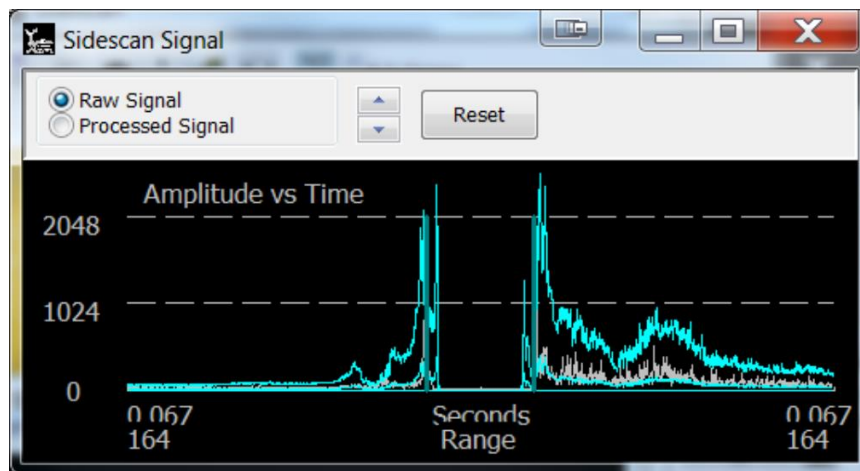 Sidescan Signal
Raw Signal
Processed Signal
Reset
Amplitude vs Time
2048
1024
0
0.067 Seconds 0.067
164 Range 164